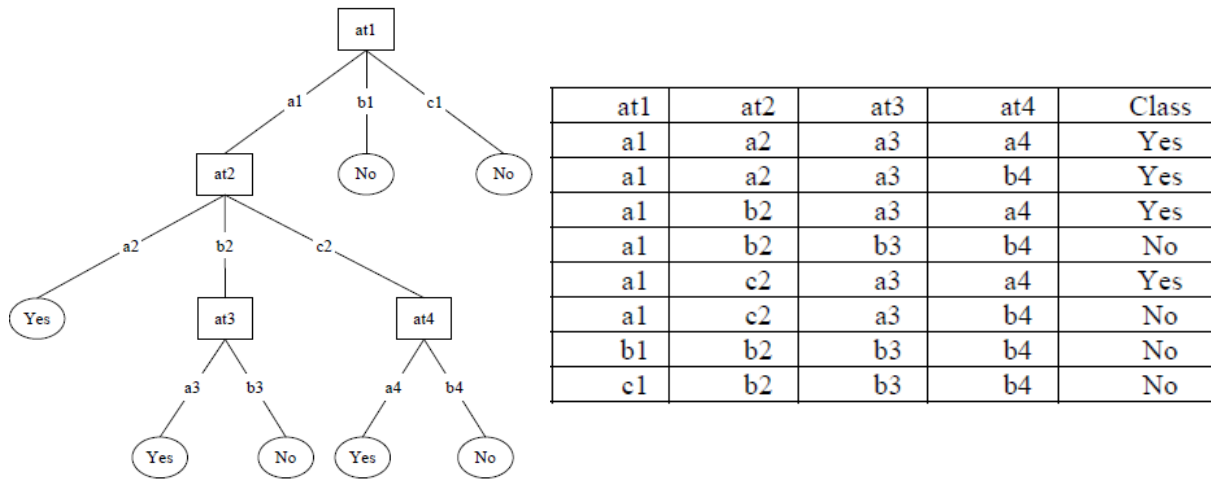 at1
a1 b1 c1
at2 No No
a2 b2 c2
Yes at3 at4
a3 b3 a4 b4
Yes No Yes No
at1 at2 at3 at4 Class
a1 a2 a3 a4 Yes
a1 a2 a3 b4 Yes
a1 b2 a3 a4 Yes
a1 b2 b3 b4 No
a1 c2 a3 a4 Yes
a1 c2 a3 b4 No
b1 b2 b3 b4 No
c1 b2 b3 b4 No